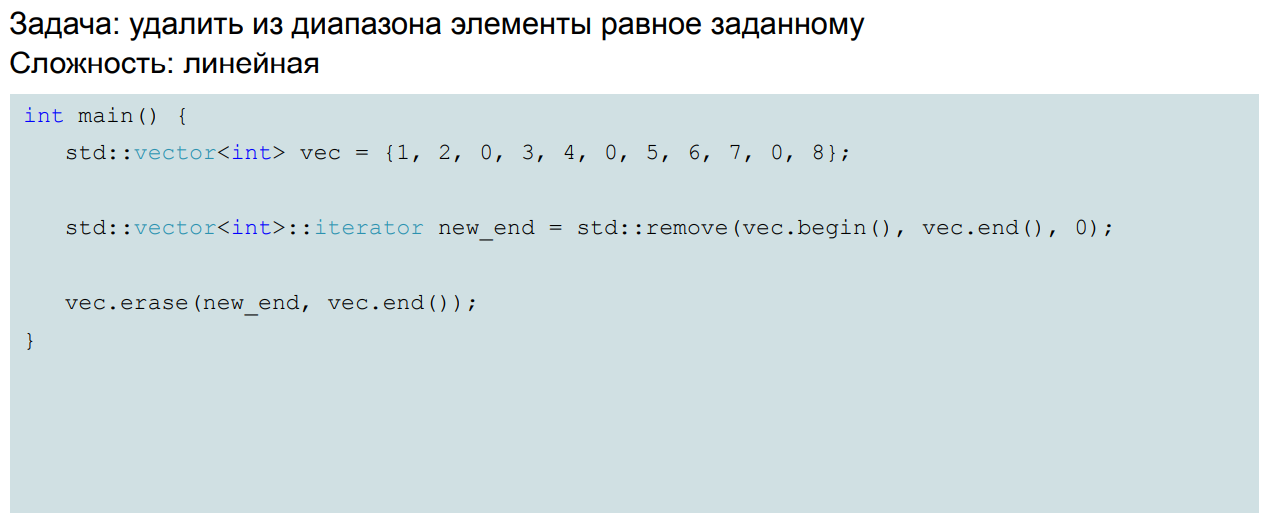 Задача: удалить из диапазона элементы равное заданному
Сложность: линейная
int main() {
std::vector<int> vec = {1, 2, 0, 3, 4, 0, 5, 6, 7, 0, 8};
std::vector<int>::iterator new_end = std::remove(vec.begin(), vec.end(), 0);
vec.erase(new_end, vec.end());
}